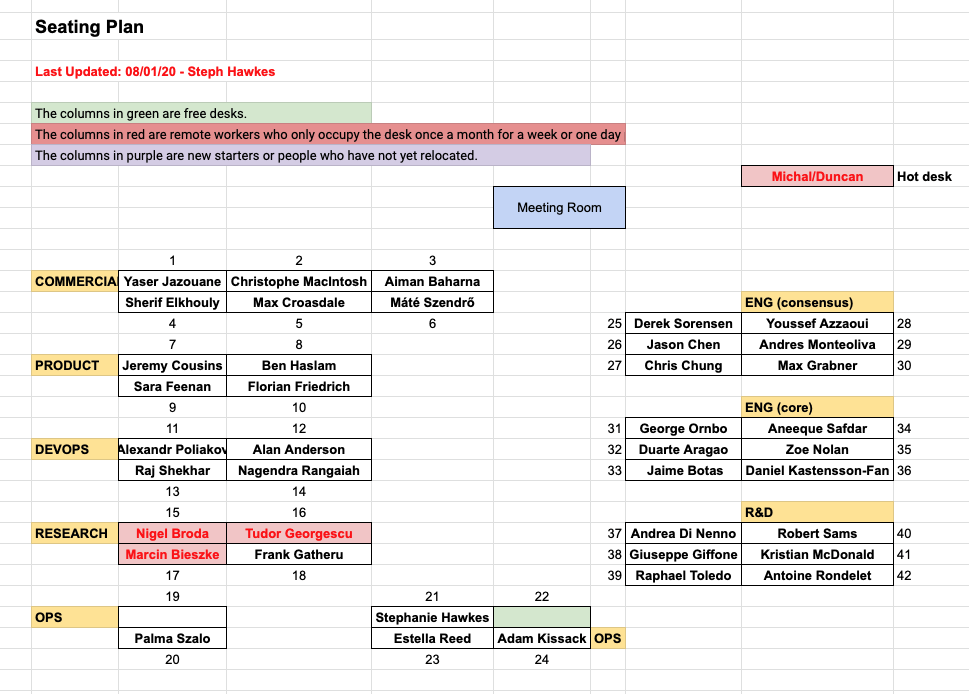 Seating Plan
Last Updated: 08/01/20 - Steph Hawkes
The columns in green are free desks.
The columns in red are remote workers who only occupy the desk once a month for a week or one day
The columns in purple are new starters or people who have not yet relocated.
Michal/Duncan Hot desk
Meeting Room
1 2 3
COMMERCIA Yaser Jazouane Christophe MacIntosh Aiman Baharna
Sherif Elkhouly Max Croasdale Máté Szendrő ENG (consensus)
4 5 6 25 Derek Sorensen Youssef Azzaoui 28
7 8 26 Jason Chen Andres Monteoliva 29
PRODUCT Jeremy Cousins Ben Haslam 27 Chris Chung Max Grabner 30
Sara Feenan Florian Friedrich
9 10 ENG (core)
11 12 31 George Ornbo Aneeque Safdar 34
DEVOPS Alexandr Poliakov Alan Anderson 32 Duarte Aragao Zoe Nolan 35
Raj Shekhar Nagendra Rangaiah 33 Jaime Botas Daniel Kastensson-Fan 36
13 14
15 16 R&D
RESEARCH Nigel Broda Tudor Georgescu 37 Andrea Di Nenno Robert Sams 40
Marcin Bieszke Frank Gatheru 38 Giuseppe Giffone Kristian McDonald 41
17 18 39 Raphael Toledo Antoine Rondelet 42
19 21 22
OPS Stephanie Hawkes
Palma Szalo Estella Reed Adam Kissack OPS
20 23 24